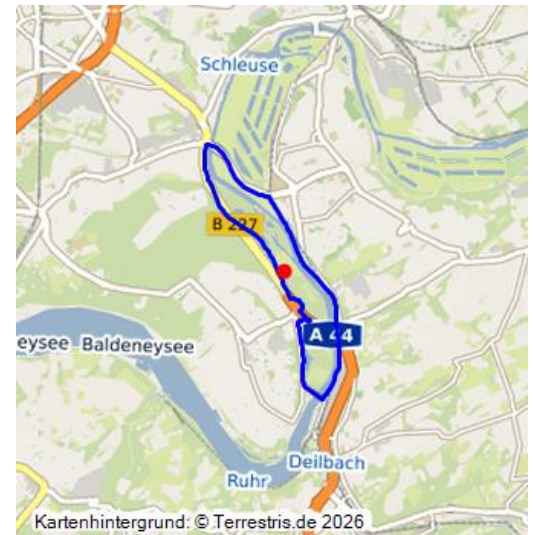 Schleuse
B 227
A 44
eysee Baldeneysee
Deilbach
Ruhr
Kartenhintergrund: © Terrestris.de 2026